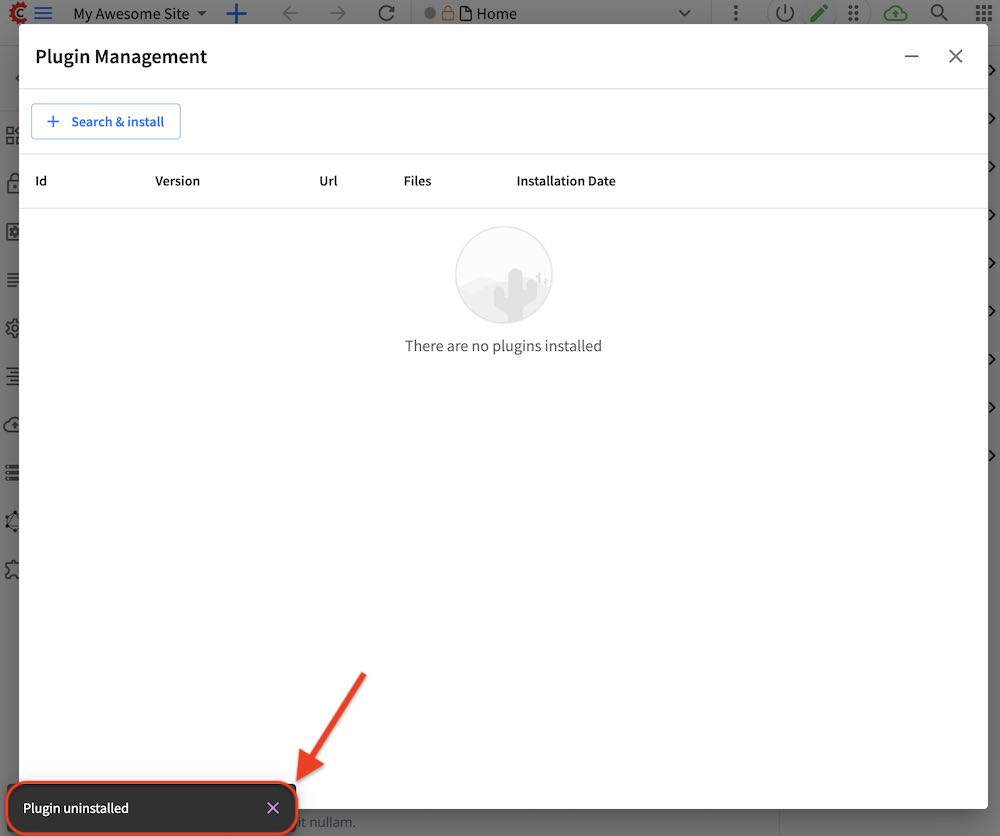 My Awesome Site
Home
Plugin Management
Search & install
Id Version Url Files Installation Date
There are no plugins installed
Plugin uninstalled
it nullam.